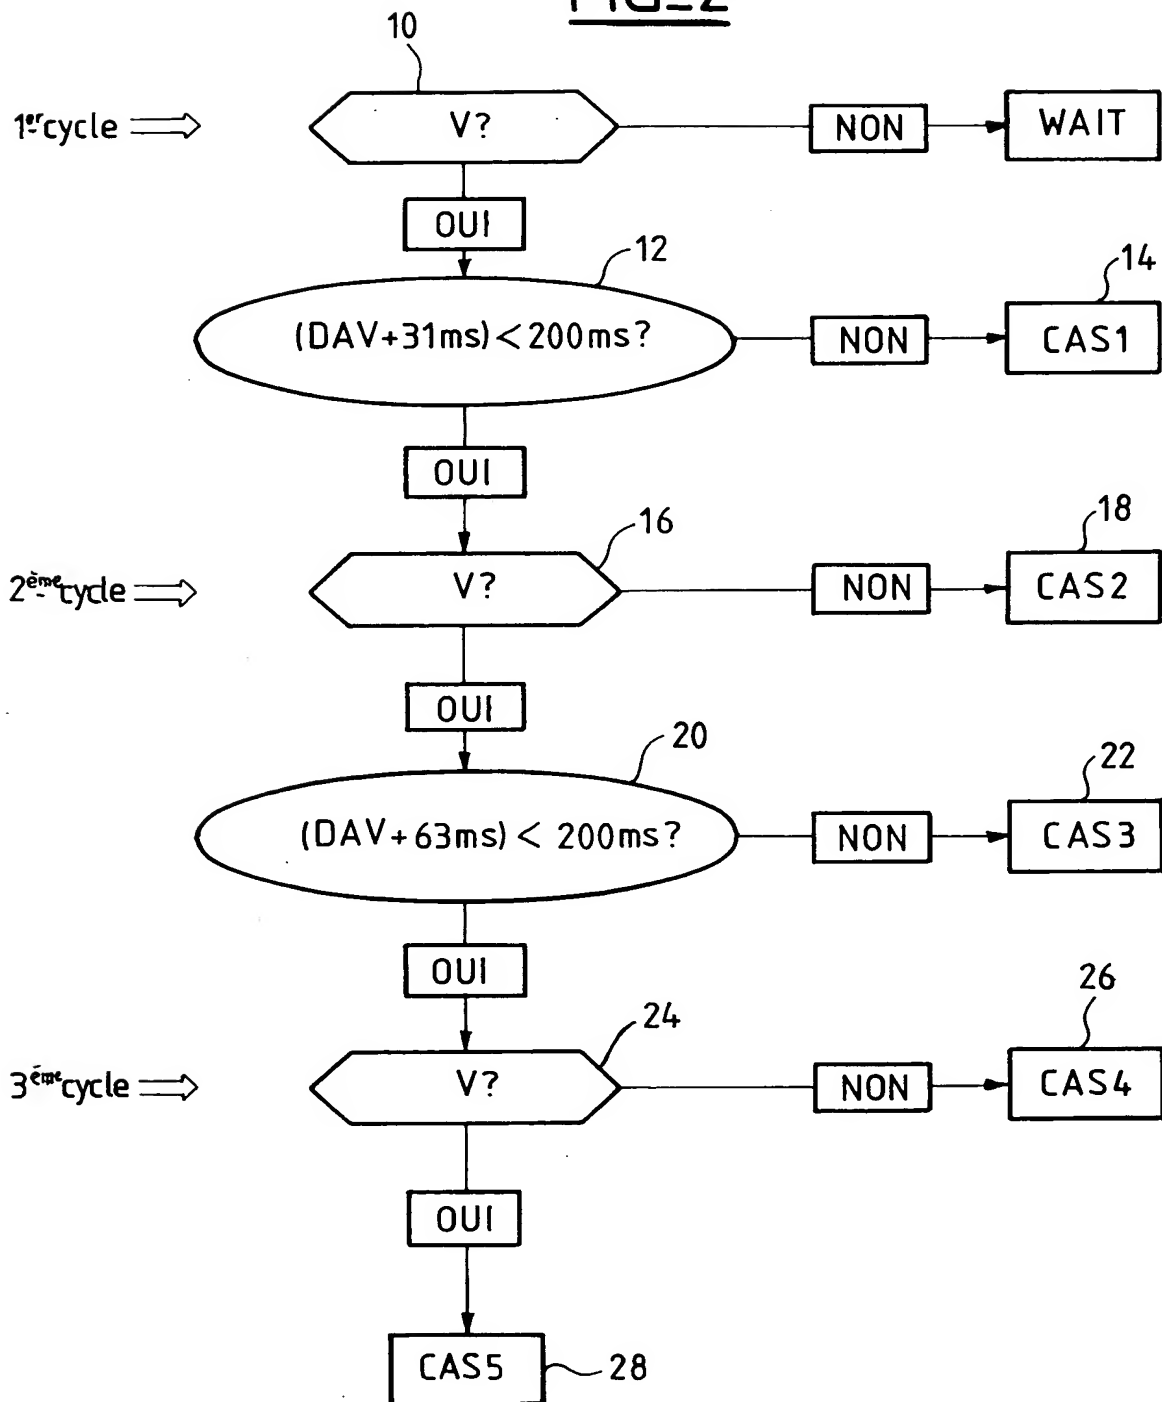 FIG_2
10
1er cycle
V?
NON
WAIT
OUI
12
14
(DAV+31ms)<200ms?
NON
CAS1
OUI
16
18
2ème cycle
V?
NON
CAS2
OUI
20
22
(DAV+63ms)< 200ms?
NON
CAS3
OUI
24
26
3ème cycle
V?
NON
CAS4
OUI
CAS5
28